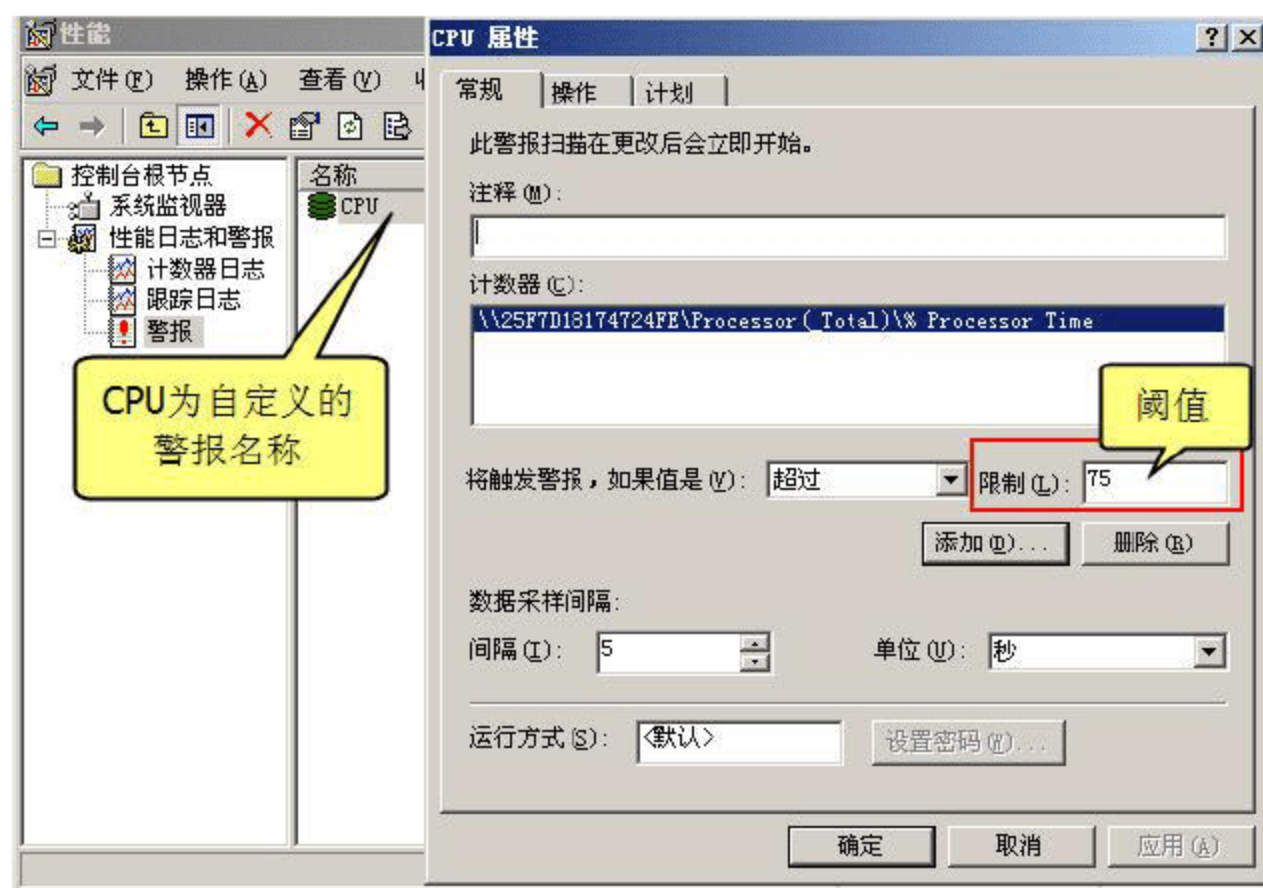 性能
文件(F) 操作(A) 查看(V)
控制台根节点
系统监视器
性能日志和警报
计数器日志
跟踪日志
警报
名称
CPU
CPU为自定义的
警报名称
CPU 属性
常规 操作 计划
此警报扫描在更改后会立即开始。
注释(M):
计数器(C):
\\25F7D18174724FE\Processor(_Total)\% Processor Time
阈值
将触发警报，如果值是(V): 超过 限制(L): 75
添加(D)... 删除(R)
数据采样间隔:
间隔(I): 5 单位(U): 秒
运行方式(S): <默认> 设置密码(W)...
确定 取消 应用(A)